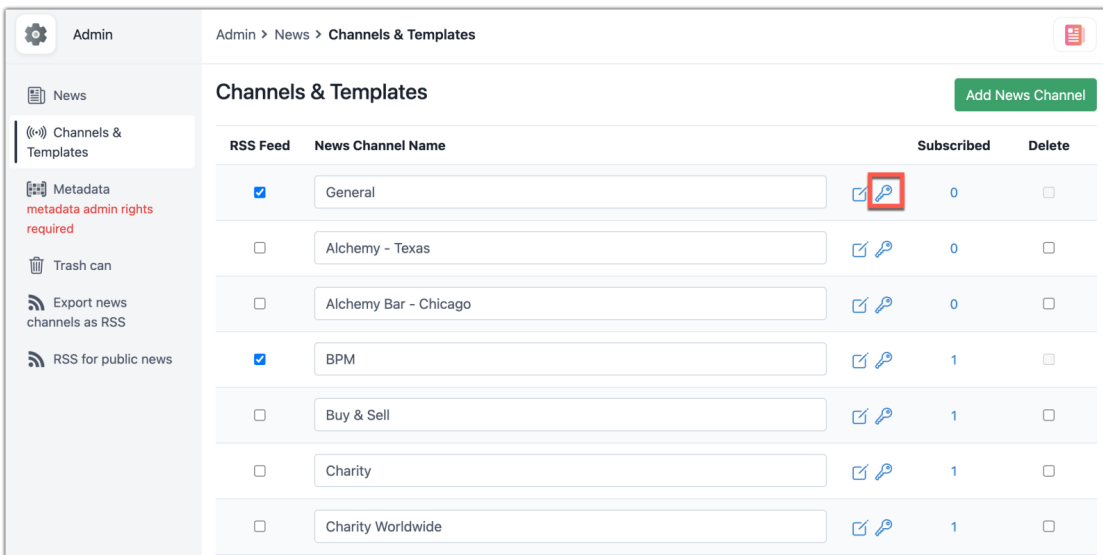 Admin
Admin > News > Channels & Templates
News
Channels &
Templates
Metadata
metadata admin rights
required
Trash can
Export news
channels as RSS
RSS for public news
Channels & Templates
Add News Channel
RSS Feed News Channel Name Subscribed Delete
General 0
Alchemy - Texas 0
Alchemy Bar - Chicago 0
BPM 1
Buy & Sell 1
Charity 1
Charity Worldwide 1